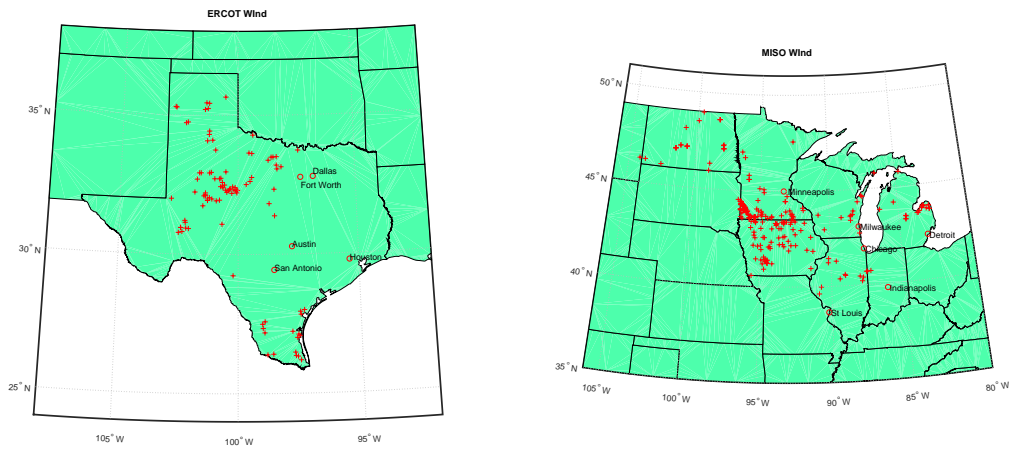 ERCOT WInd
35° N
30° N
25° N
105° W
100° W
95° W
Dallas
Fort Worth
Austin
Houston
San Antonio
MISO WInd
50° N
45° N
40° N
35° N
105° W
100° W
95° W
90° W
85° W
80° W
Minneapolis
Milwaukee
Detroit
Chicago
Indianapolis
St Louis